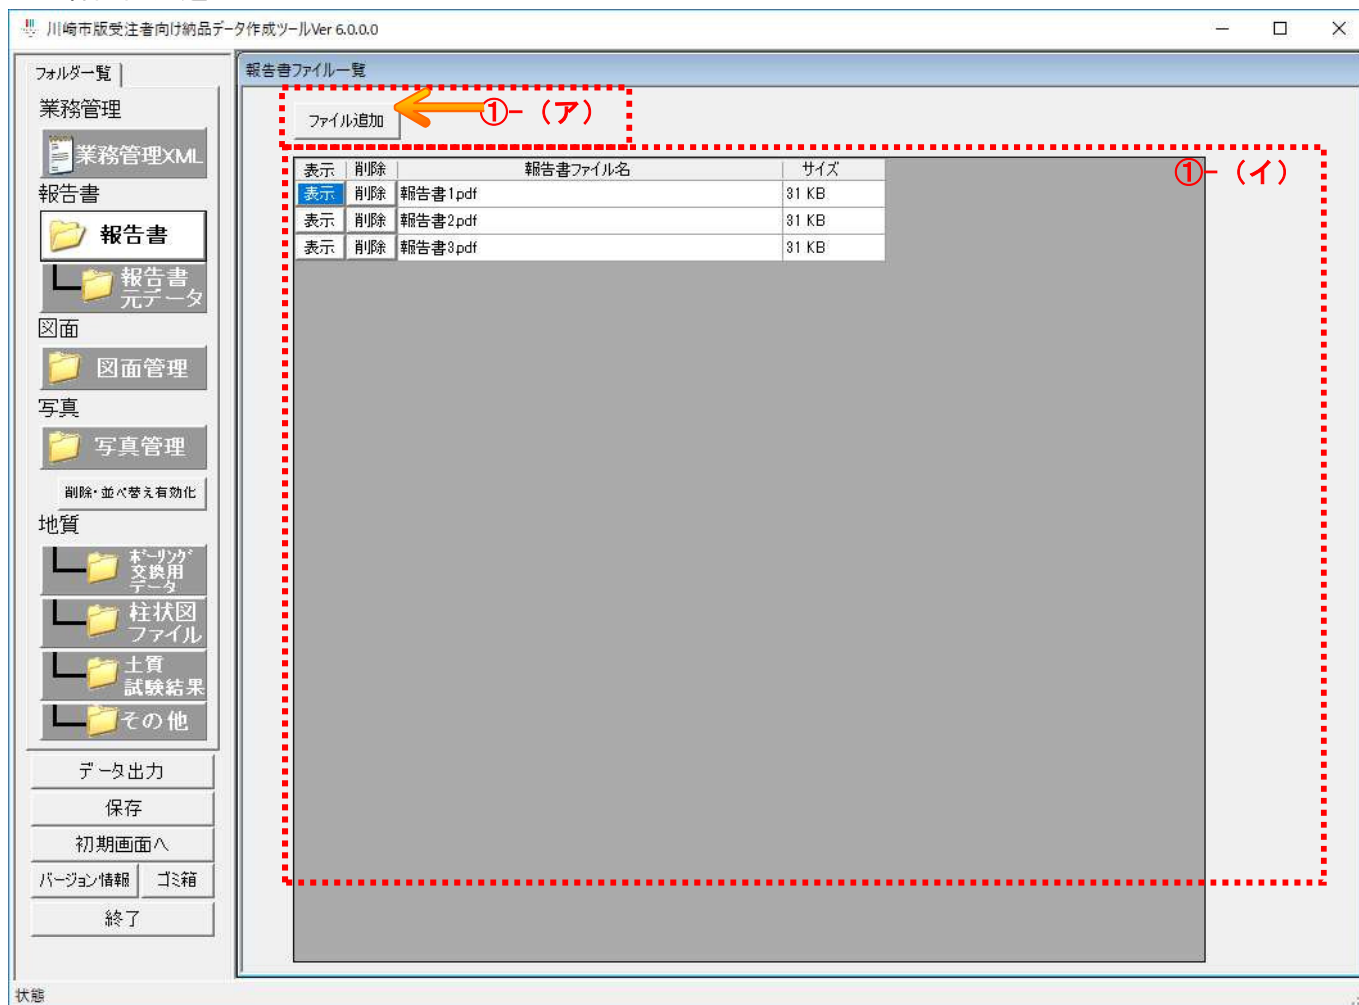 川崎市版受注者向け納品データ作成ツールVer 6.0.0.0
フォルダ一覧
業務管理
業務管理XML
報告書
報告書
報告書
元データ
図面
図面管理
写真
写真管理
削除・並べ替え有効化
地質
ボーリング
交換用
データ
柱状図
ファイル
土質
試験結果
その他
データ出力
保存
初期画面へ
バージョン情報 ゴミ箱
終了
報告書ファイル一覧
ファイル追加 ①-（ア）
①-（イ）
表示 削除 報告書ファイル名 サイズ
表示 削除 報告書1.pdf 31 KB
表示 削除 報告書2.pdf 31 KB
表示 削除 報告書3.pdf 31 KB
状態